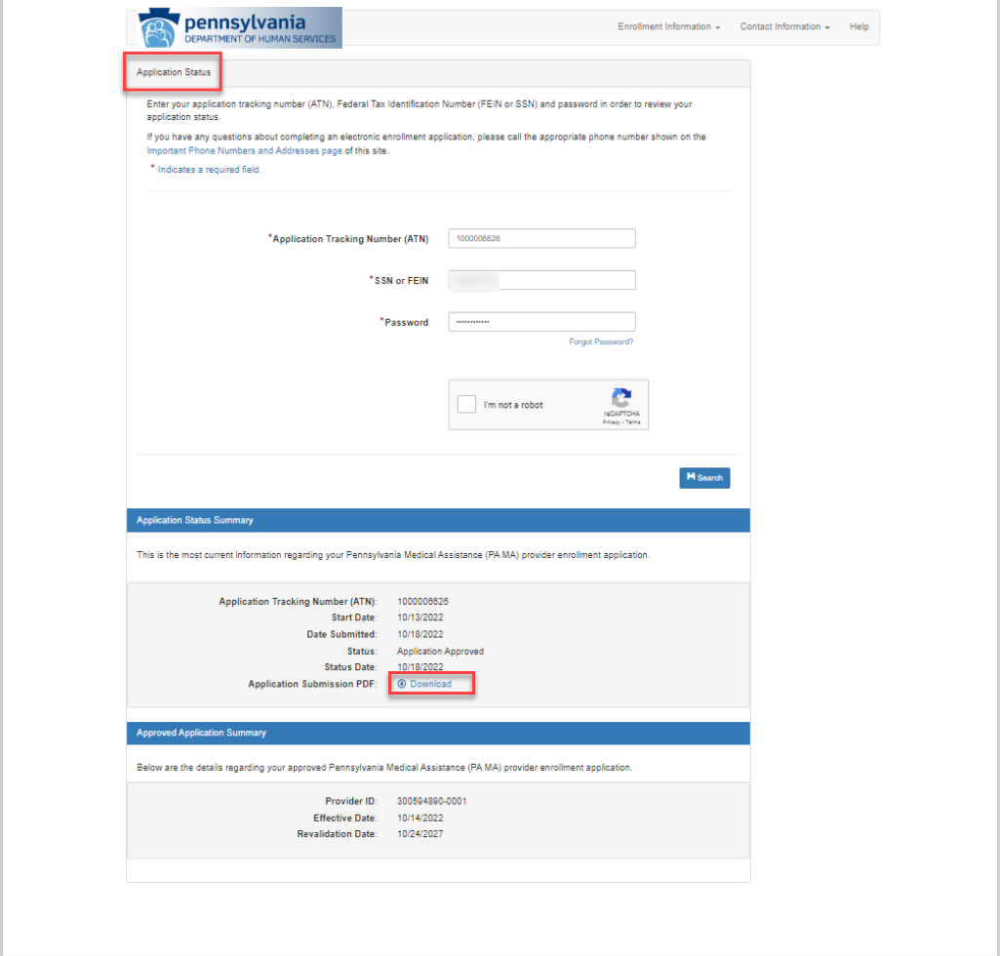 pennsylvania
DEPARTMENT OF HUMAN SERVICES
Enrollment Information
Contact Information
Help
Application Status
Enter your application tracking number (ATN), Federal Tax Identification Number (FEIN or SSN) and password in order to review your
application status.
If you have any questions about completing an electronic enrollment application, please call the appropriate phone number shown on the
Important Phone Numbers and Addresses page of this site.
* Indicates a required field.
*Application Tracking Number (ATN)
1000006626
*SSN or FEIN
*Password
Forgot Password?
I'm not a robot
reCAPTCHA
Privacy - Terms
Search
Application Status Summary
This is the most current information regarding your Pennsylvania Medical Assistance (PA MA) provider enrollment application.
Application Tracking Number (ATN): 1000006626
Start Date: 10/13/2022
Date Submitted: 10/18/2022
Status: Application Approved
Status Date: 10/18/2022
Application Submission PDF: Download
Approved Application Summary
Below are the details regarding your approved Pennsylvania Medical Assistance (PA MA) provider enrollment application.
Provider ID: 300594890-0001
Effective Date: 10/14/2022
Revalidation Date: 10/24/2027